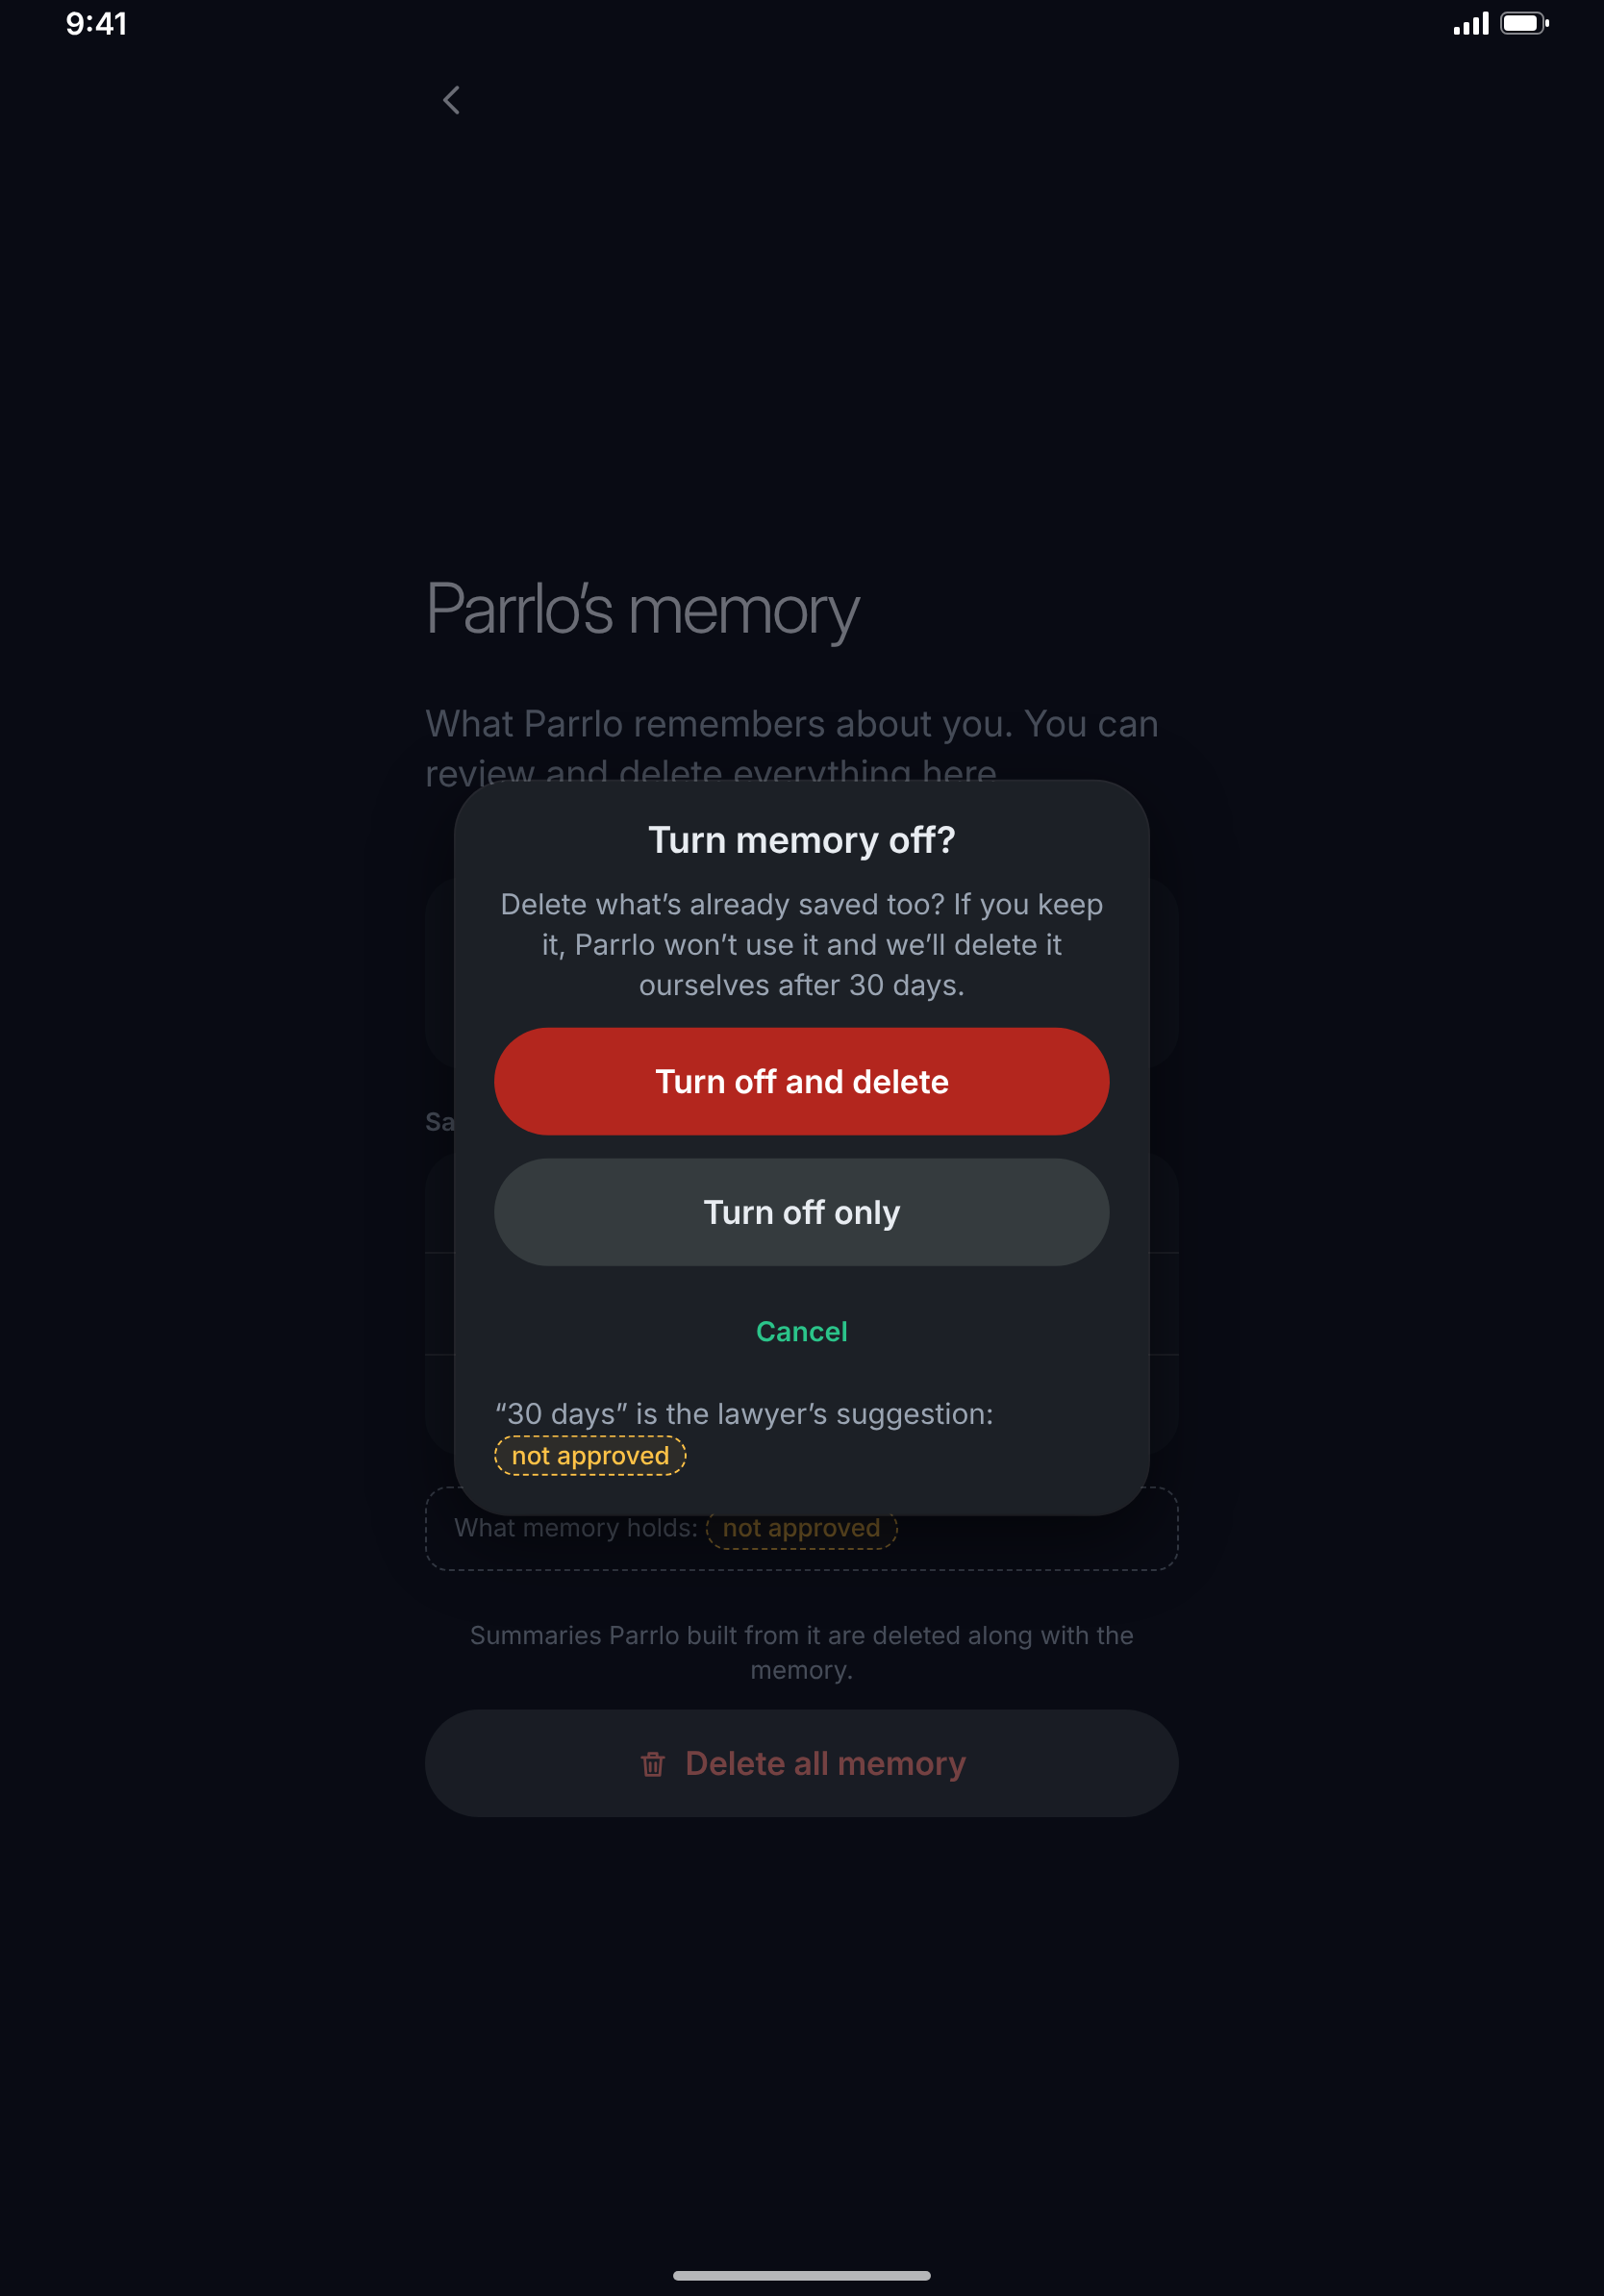 9:41
Parrlo’s memory
What Parrlo remembers about you. You can
review and delete everything here
Turn memory off?
Delete what’s already saved too? If you keep
it, Parrlo won’t use it and we’ll delete it
ourselves after 30 days.
Turn off and delete
Sa
Turn off only
Cancel
“30 days” is the lawyer’s suggestion:
not approved
What memory holds: not approved
Summaries Parrlo built from it are deleted along with the
memory.
Delete all memory